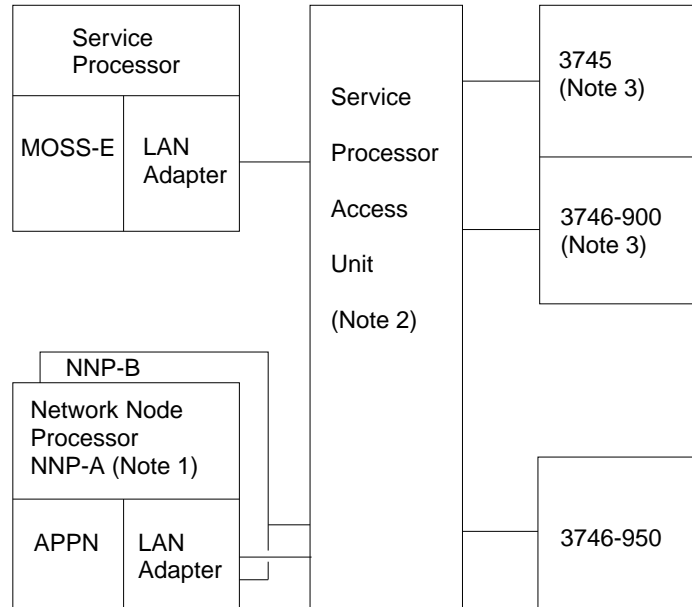 Service
Processor
MOSS-E
LAN
Adapter
Service
Processor
Access
Unit
(Note 2)
3745
(Note 3)
3746-900
(Note 3)
NNP-B
Network Node
Processor
NNP-A (Note 1)
APPN
LAN
Adapter
3746-950